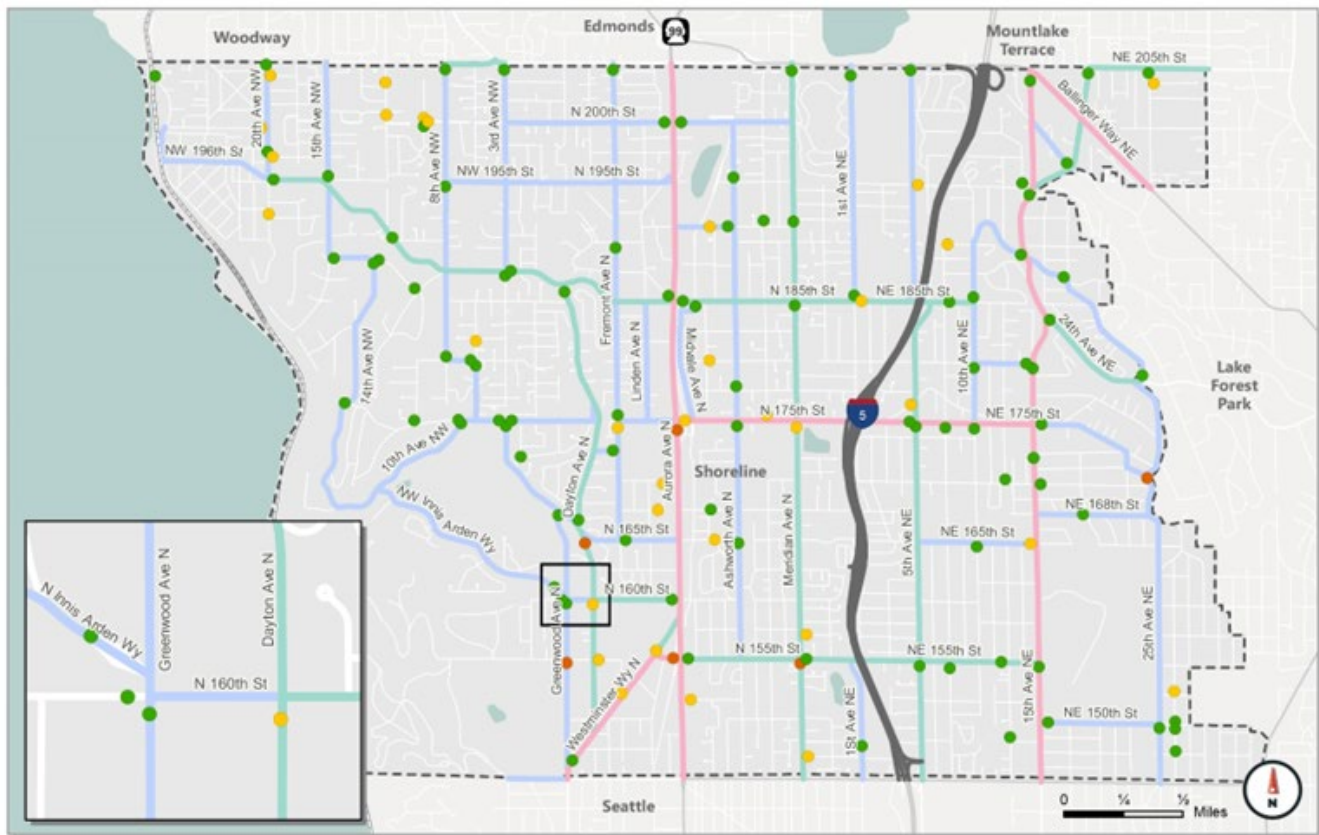 Woodway
Edmonds
99
Mountlake
Terrace
NE 205th St
20th Ave NW
15th Ave NW
8th Ave NW
3rd Ave NW
N 200th St
Ballinger Way NE
NW 196th St
NW 195th St
N 195th St
1st Ave NE
N 185th St
NE 185th St
Fremont Ave N
Linden Ave N
Midvale Ave N
10th Ave NE
24th Ave NE
Lake
Forest
Park
14th Ave NW
5
N 175th St
NE 175th St
10th Ave NW
Dayton Ave N
Aurora Ave N
Shoreline
NW Innis Arden Wy
N 165th St
Ashworth Ave N
Meridian Ave N
5th Ave NE
NE 165th St
NE 168th St
N 160th St
Greenwood Ave N
Westminster Wy N
N 155th St
NE 155th St
1St Ave NE
15th Ave NE
25th Ave NE
NE 150th St
N Innis Arden Wy
Greenwood Ave N
Dayton Ave N
N 160th St
Seattle
0 ¼ ½
Miles
N